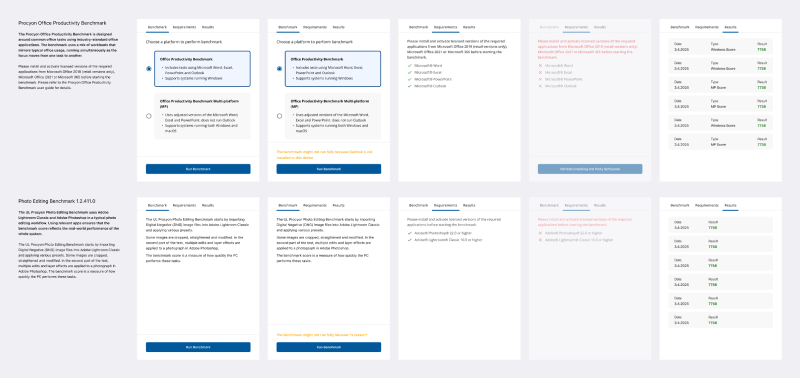 Procyon Office Productivity Benchmark
The Procyon Office Productivity Benchmark is designed
around common office tasks using industry-standard office
applications. The benchmark uses a mix of workloads that
mirrors typical office usage, running simultaneously as the
focus moves from one task to another.
Please install and activate licensed versions of the required
applications from Microsoft Office 2019 (retail versions only),
Microsoft Office 2021 or Microsoft 365 before starting the
benchmark. Please refer to the Procyon Office Productivity
Benchmark user guide for details.
Benchmark Requirements Results
Choose a platform to perform benchmark
Office Productivity Benchmark
Includes tests using Microsoft Word, Excel,
PowerPoint and Outlook
Supports systems running Windows
Office Productivity Benchmark Multi-platform
(MP)
Uses adjusted versions of the Microsoft Word,
Excel and PowerPoint, does not run Outlook
Supports systems running both Windows and
macOS
Run Benchmark
Benchmark Requirements Results
Choose a platform to perform benchmark
Office Productivity Benchmark
Includes tests using Microsoft Word, Excel,
PowerPoint and Outlook
Supports systems running Windows
Office Productivity Benchmark Multi-platform
(MP)
Uses adjusted versions of the Microsoft Word,
Excel and PowerPoint, does not run Outlook
Supports systems running both Windows and
macOS
The benchmark might not run fully because Outlook is not
installed in this device
Run Benchmark
Benchmark Requirements Results
Please install and activate licensed versions of the required
applications from Microsoft Office 2019 (retail versions only),
Microsoft Office 2021 or Microsoft 365 before starting the
benchmark.
Microsoft® Word
Microsoft® Excel
Microsoft® PowerPoint
Microsoft® Outlook
Benchmark Requirements Results
Please install and activate licensed versions of the required
applications from Microsoft Office 2019 (retail versions only),
Microsoft Office 2021 or Microsoft 365 before starting the
benchmark.
Microsoft® Word
Microsoft® Excel
Microsoft® PowerPoint
Microsoft® Outlook
Benchmark Requirements Results
Date Type Result
3.4.2025 Windows Score 7758
Date Type Result
3.4.2025 MP Score 7758
Date Type Result
3.4.2025 MP Score 7758
Date Type Result
3.4.2025 Windows Score 7758
Date Type Result
3.4.2025 Windows Score 7758
Date Type Result
3.4.2025 MP Score 7758
Photo Editing Benchmark 1.2.411.0
The UL Procyon Photo Editing Benchmark uses Adobe
Lightroom Classic and Adobe Photoshop in a typical photo
editing workflow. Using relevant apps ensures that the
benchmark scores reflect the real-world performance of the
whole system.
The UL Procyon Photo Editing Benchmark starts by importing
Digital Negative (DNG) image files into Adobe Lightroom Classic
and applying various presets. Some images are cropped,
straightened and modified. In the second part of the test,
multiple edits and layer effects are applied to a photograph in
Adobe Photoshop. The benchmark score is a measure of how
quickly the PC performs these tasks.
Benchmark Requirements Results
The UL Procyon Photo Editing Benchmark starts by importing
Digital Negative (DNG) image files into Adobe Lightroom Classic
and applying various presets.
Some images are cropped, straightened and modified. In the
second part of the test, multiple edits and layer effects are
applied to a photograph in Adobe Photoshop.
The benchmark score is a measure of how quickly the PC
performs these tasks.
Run Benchmark
Benchmark Requirements Results
The UL Procyon Photo Editing Benchmark starts by importing
Digital Negative (DNG) image files into Adobe Lightroom Classic
and applying various presets.
Some images are cropped, straightened and modified. In the
second part of the test, multiple edits and layer effects are
applied to a photograph in Adobe Photoshop.
The benchmark score is a measure of how quickly the PC
performs these tasks.
The benchmark might not run fully because
Run Benchmark
Benchmark Requirements Results
Please install and activate licensed versions of the required
applications before starting the benchmark:
Adobe® Photoshop® 22.0 or higher
Adobe® Lightroom® Classic 10.0 or higher
Benchmark Requirements Results
Please install and activate licensed versions of the required
applications before starting the benchmark:
Adobe® Photoshop® 22.0 or higher
Adobe® Lightroom® Classic 10.0 or higher
Benchmark Requirements Results
Date Result
3.4.2025 7758
Date Result
3.4.2025 7758
Date Result
3.4.2025 7758
Date Result
3.4.2025 7758
Date Result
3.4.2025 7758
Date Result
3.4.2025 7758